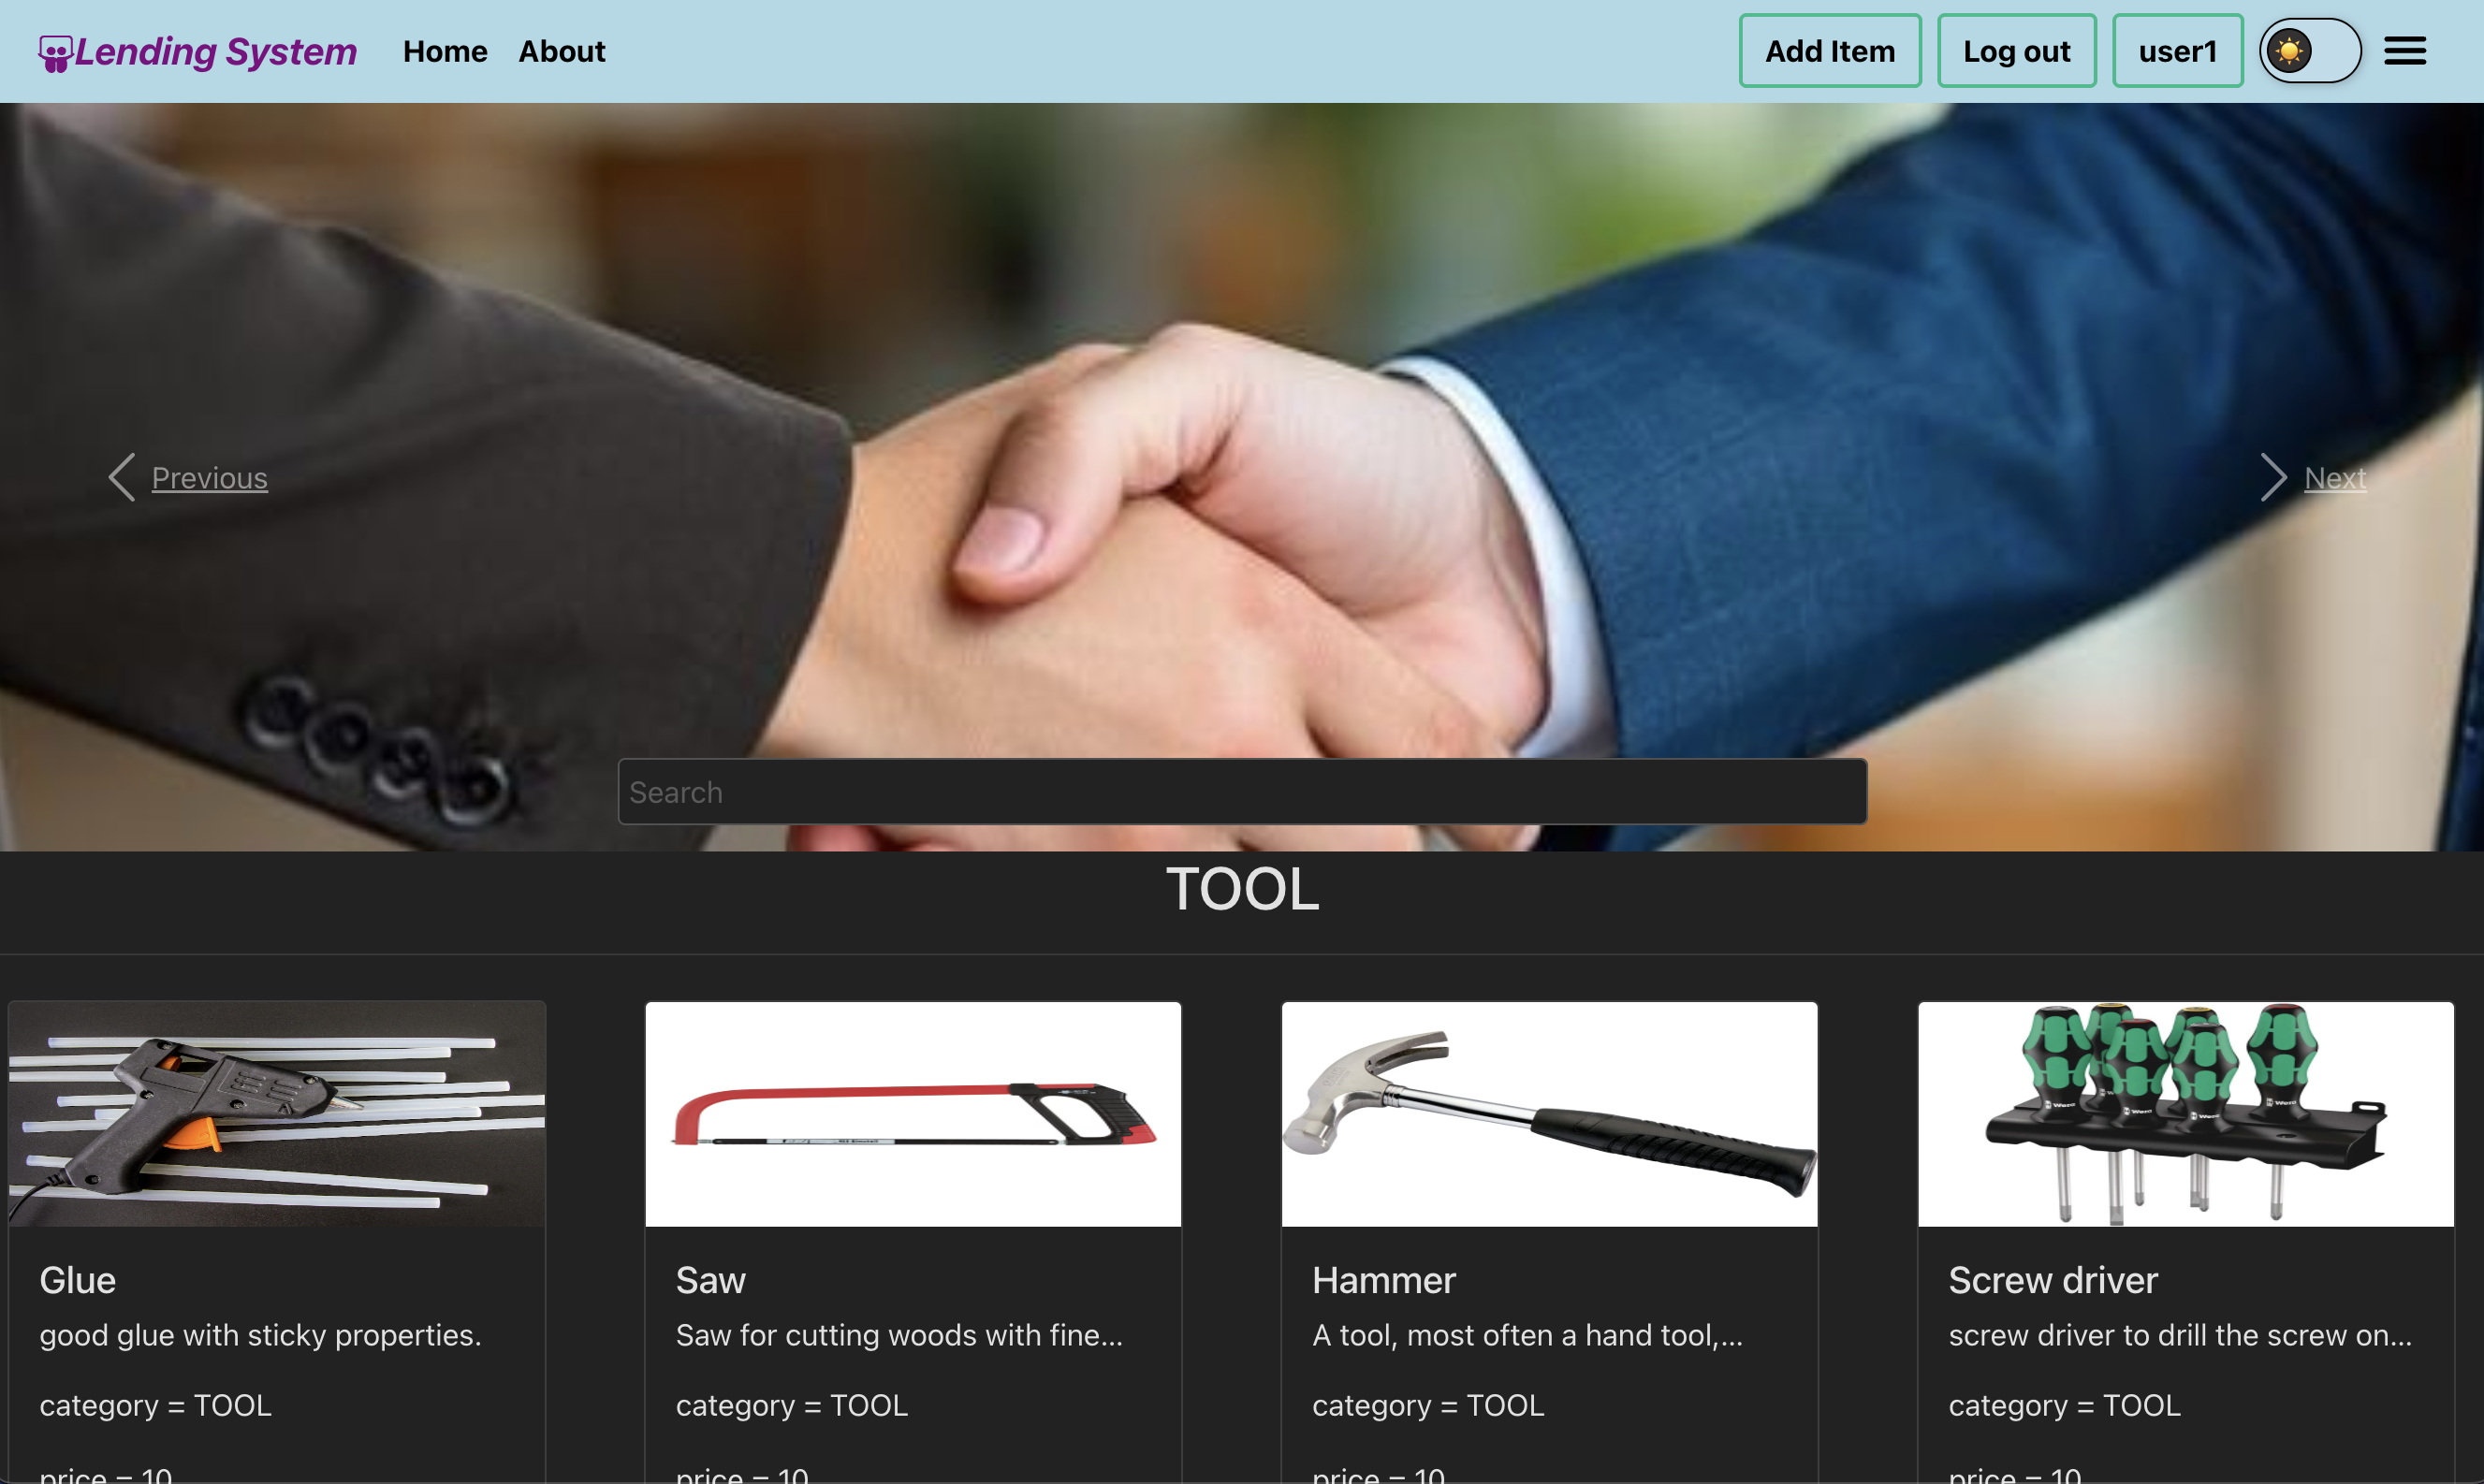 Lending System Home About Add Item Log out user1
Previous Next
Search
TOOL
Glue Saw Hammer Screw driver
good glue with sticky properties. Saw for cutting woods with fine... A tool, most often a hand tool,... screw driver to drill the screw on...
category = TOOL category = TOOL category = TOOL category = TOOL
price = 10 price = 10 price = 10 price = 10